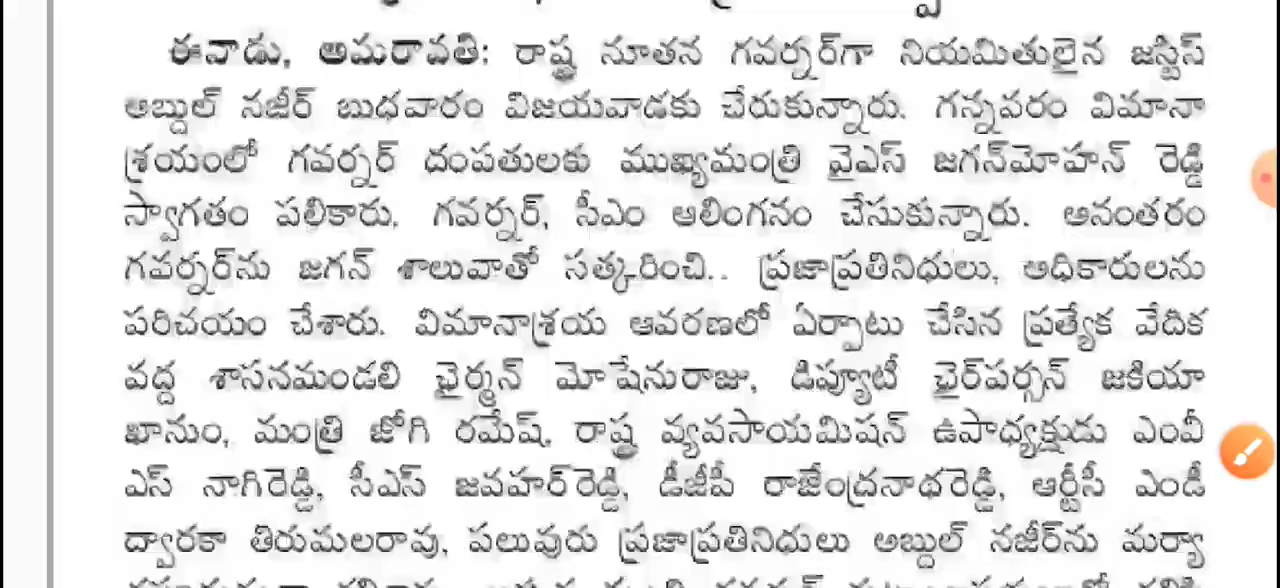 ఈనాడు, అమరావతి: రాష్ట్ర నూతన గవర్నర్‌గా నియమితులైన జస్టిస్
అబ్దుల్ నజీర్ బుధవారం విజయవాడకు చేరుకున్నారు. గన్నవరం విమానా
శ్రయంలో గవర్నర్ దంపతులకు ముఖ్యమంత్రి వైఎస్ జగన్‌మోహన్ రెడ్డి
స్వాగతం పలికారు. గవర్నర్, సీఎం ఆలింగనం చేసుకున్నారు. అనంతరం
గవర్నర్‌ను జగన్ శాలువాతో సత్కరించి.. ప్రజాప్రతినిధులు, అధికారులను
పరిచయం చేశారు. విమానాశ్రయ ఆవరణలో ఏర్పాటు చేసిన ప్రత్యేక వేదిక
వద్ద శాసనమండలి ఛైర్మన్ మోషేనురాజు, డిప్యూటీ ఛైర్‌పర్సన్ జకియా
ఖానుం, మంత్రి జోగి రమేష్, రాష్ట్ర వ్యవసాయమిషన్ ఉపాధ్యక్షుడు ఎంవీ
ఎస్ నాగిరెడ్డి, సీఎస్ జవహర్‌రెడ్డి, డీజీపీ రాజేంద్రనాథరెడ్డి, ఆర్టీసీ ఎండీ
ద్వారకా తిరుమలరావు, పలువురు ప్రజాప్రతినిధులు అబ్దుల్ నజీర్‌ను మర్యా